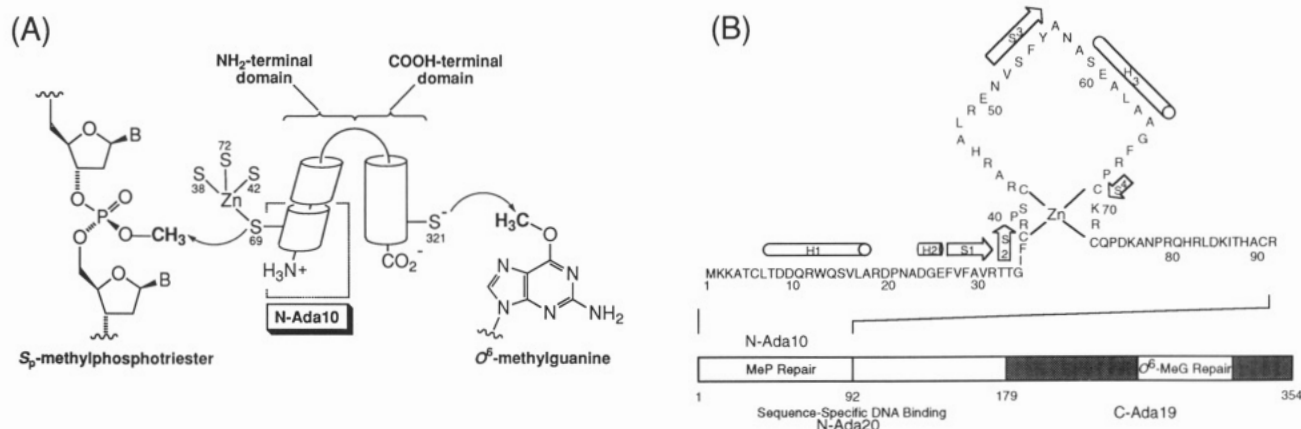 (A)
NH₂-terminal domain
COOH-terminal domain
B
O
O
P
O
O
O
CH₃
O
B
Sₚ-methylphosphotriester
S 72
S 38
S 42
Zn
S 69
H₃N+
N-Ada10
S⁻ 321
CO₂⁻
H₃C
O
N
N
N
N
NH₂
O⁶-methylguanine
(B)
S3
H3
S4
H1
H2
S1
S2
Zn
MKKATCLTDDQRWQSVLARDPNADGEFVFAVRTTG
I
F C R P S C R A R H A L R E N V S F Y A N A S E A L A A G F R P C K R
CQPDKANPRQHRLDKITHACR
1 10 20 30 40 50 60 70 80 90
N-Ada10
MeP Repair
O⁶-MeG Repair
1 92 179 354
Sequence-Specific DNA Binding
N-Ada20
C-Ada19